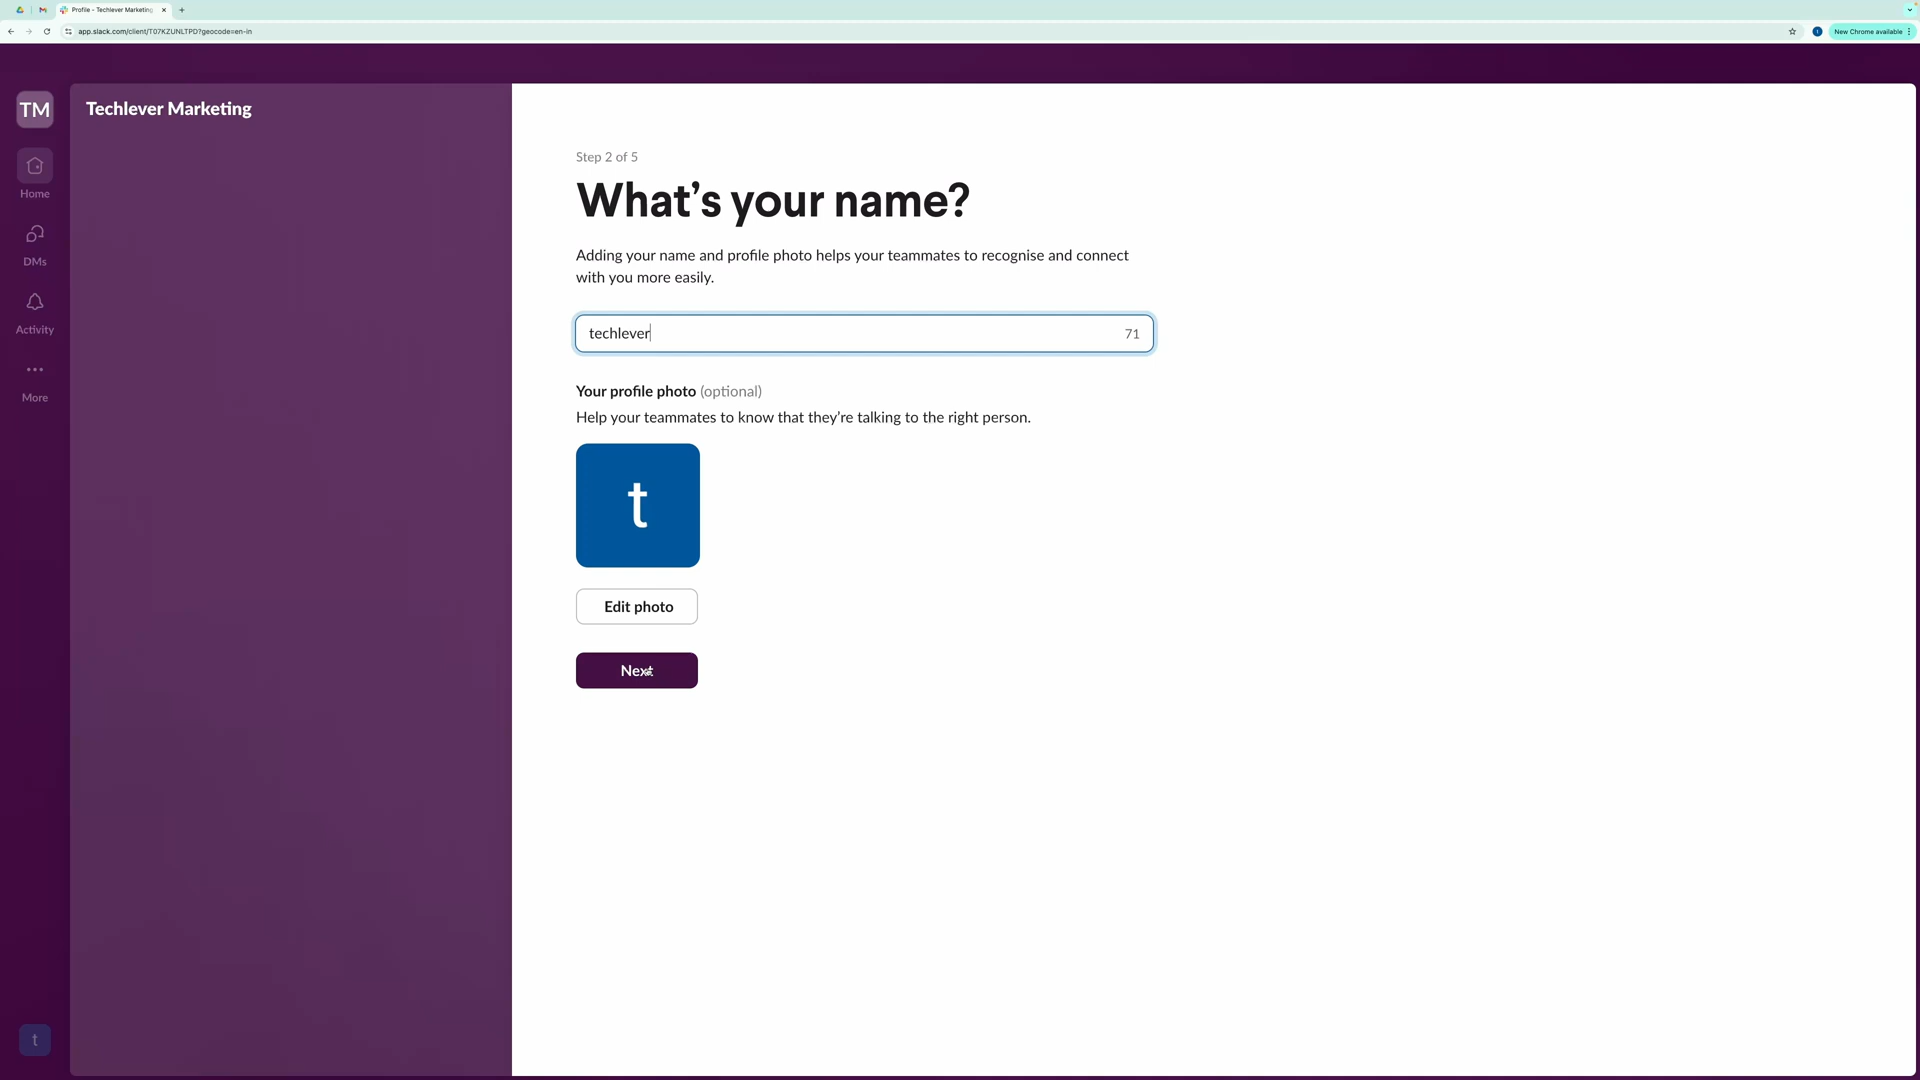 Profile - Techlever Marketing
app.slack.com/client/T07KZUNLTPD?geocode=en-in
New Chrome available
TM
Techlever Marketing
Home
DMs
Activity
More
Step 2 of 5
What's your name?
Adding your name and profile photo helps your teammates to recognise and connect
with you more easily.
techlever
71
Your profile photo (optional)
Help your teammates to know that they're talking to the right person.
t
Edit photo
Next
t